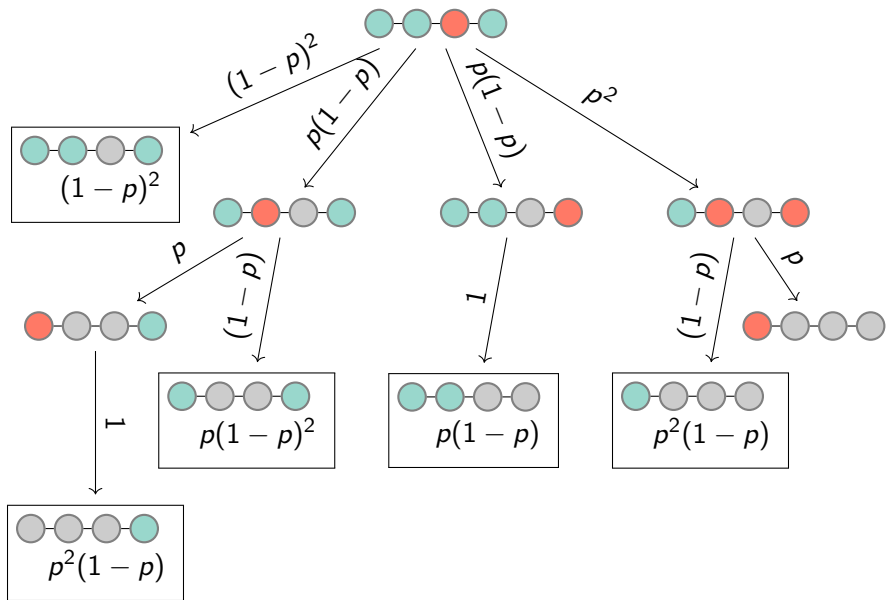 (1 − p)²
p(1 − p)
p(1 − p)
p²
(1 − p)²
p
(1 − p)
1
(1 − p)
p
1
p(1 − p)²
p(1 − p)
p²(1 − p)
p²(1 − p)